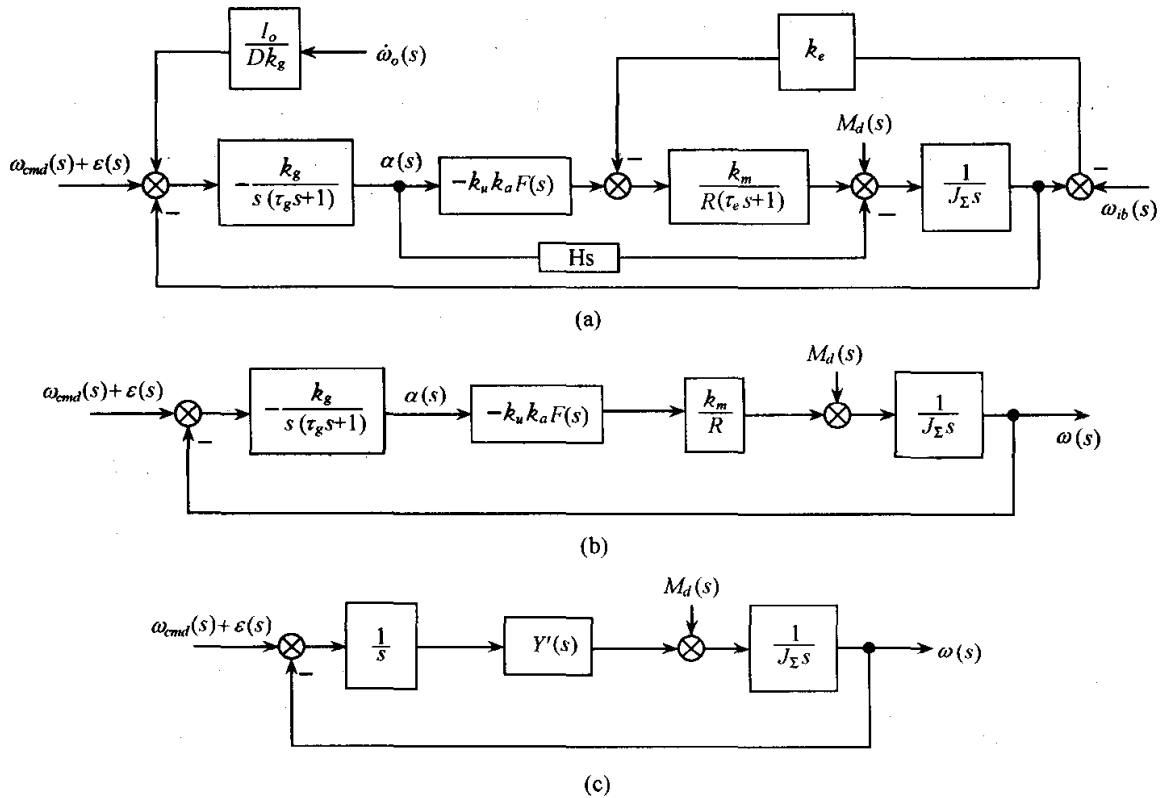 I_o / Dk_g
ω̇_o(s)
k_e
M_d(s)
ω_cmd(s)+ε(s)
− k_g / s(τ_g s+1)
α(s)
−k_u k_a F(s)
−
k_m / R(τ_e s+1)
1 / J_Σ s
−
ω_ib(s)
−
−
Hs
(a)
M_d(s)
ω_cmd(s)+ε(s)
− k_g / s(τ_g s+1)
α(s)
−k_u k_a F(s)
k_m / R
1 / J_Σ s
−
ω(s)
(b)
M_d(s)
ω_cmd(s)+ε(s)
1 / s
Y′(s)
1 / J_Σ s
−
ω(s)
(c)